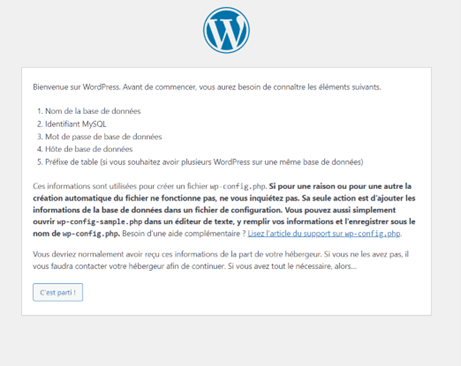 Bienvenue sur WordPress. Avant de commencer, vous aurez besoin de connaître les éléments suivants.
1. Nom de la base de données
2. Identifiant MySQL
3. Mot de passe de base de données
4. Hôte de base de données
5. Préfixe de table (si vous souhaitez avoir plusieurs WordPress sur une même base de données)
Ces informations sont utilisées pour créer un fichier wp-config.php. Si pour une raison ou pour une autre la
création automatique du fichier ne fonctionne pas, ne vous inquiétez pas. Sa seule action est d'ajouter les
informations de la base de données dans un fichier de configuration. Vous pouvez aussi simplement
ouvrir wp-config-sample.php dans un éditeur de texte, y remplir vos informations et l'enregistrer sous le
nom de wp-config.php. Besoin d'une aide complémentaire ? Lisez l'article du support sur wp-config.php.
Vous devriez normalement avoir reçu ces informations de la part de votre hébergeur. Si vous ne les avez pas, il
vous faudra contacter votre hébergeur afin de continuer. Si vous avez tout le nécessaire, alors...
C'est parti !